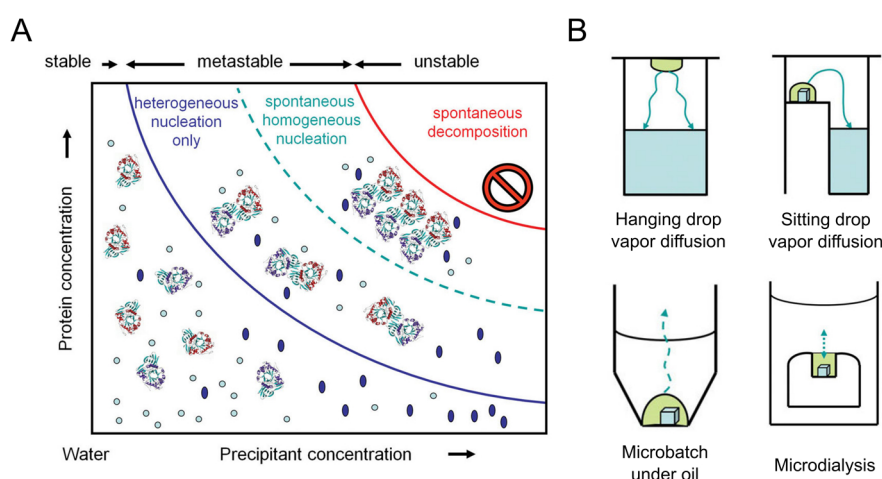 A
stable
metastable
unstable
heterogeneous
nucleation
only
spontaneous
homogeneous
nucleation
spontaneous
decomposition
Protein concentration
Water
Precipitant concentration
B
Hanging drop
vapor diffusion
Sitting drop
vapor diffusion
Microbatch
under oil
Microdialysis